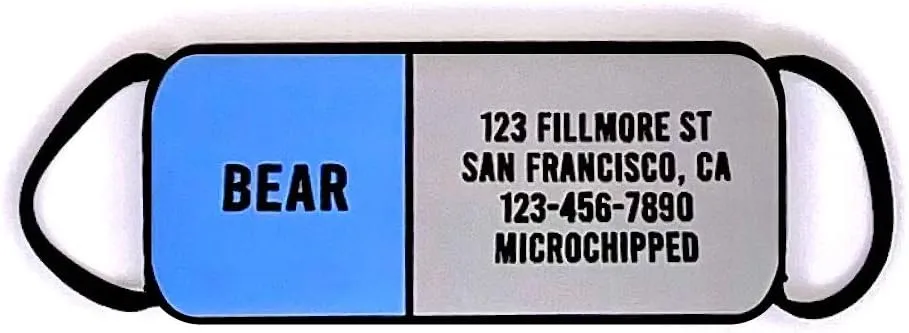 BEAR
123 FILLMORE ST
SAN FRANCISCO, CA
123-456-7890
MICROCHIPPED